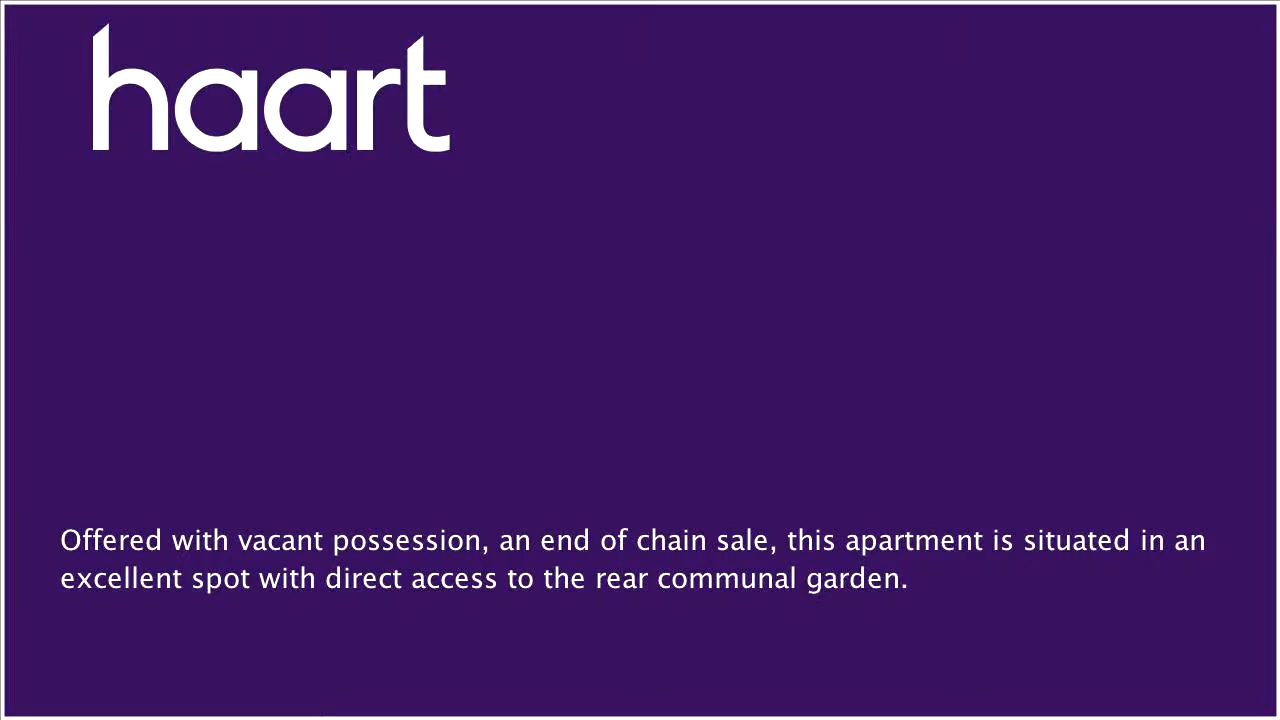 haart
Offered with vacant possession, an end of chain sale, this apartment is situated in an
excellent spot with direct access to the rear communal garden.